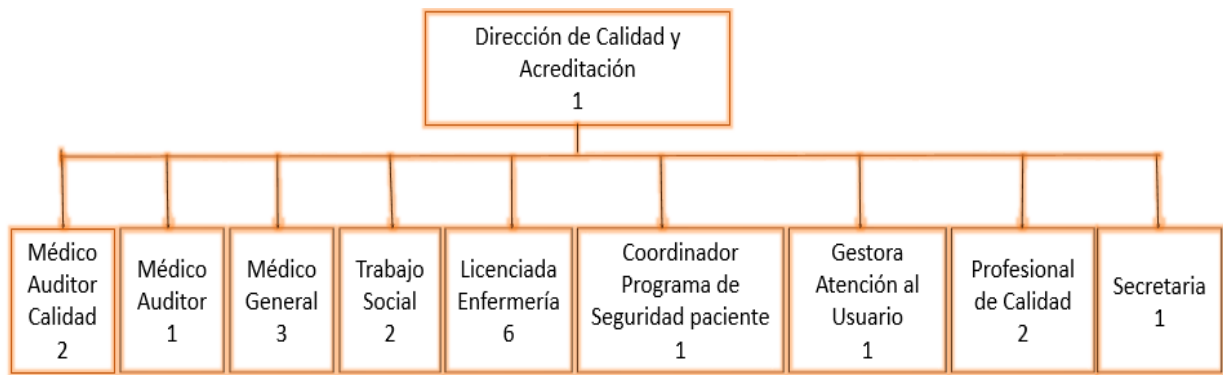 Dirección de Calidad y
Acreditación
1
Médico
Auditor
Calidad
2
Médico
Auditor
1
Médico
General
3
Trabajo
Social
2
Licenciada
Enfermería
6
Coordinador
Programa de
Seguridad paciente
1
Gestora
Atención al
Usuario
1
Profesional
de Calidad
2
Secretaria
1